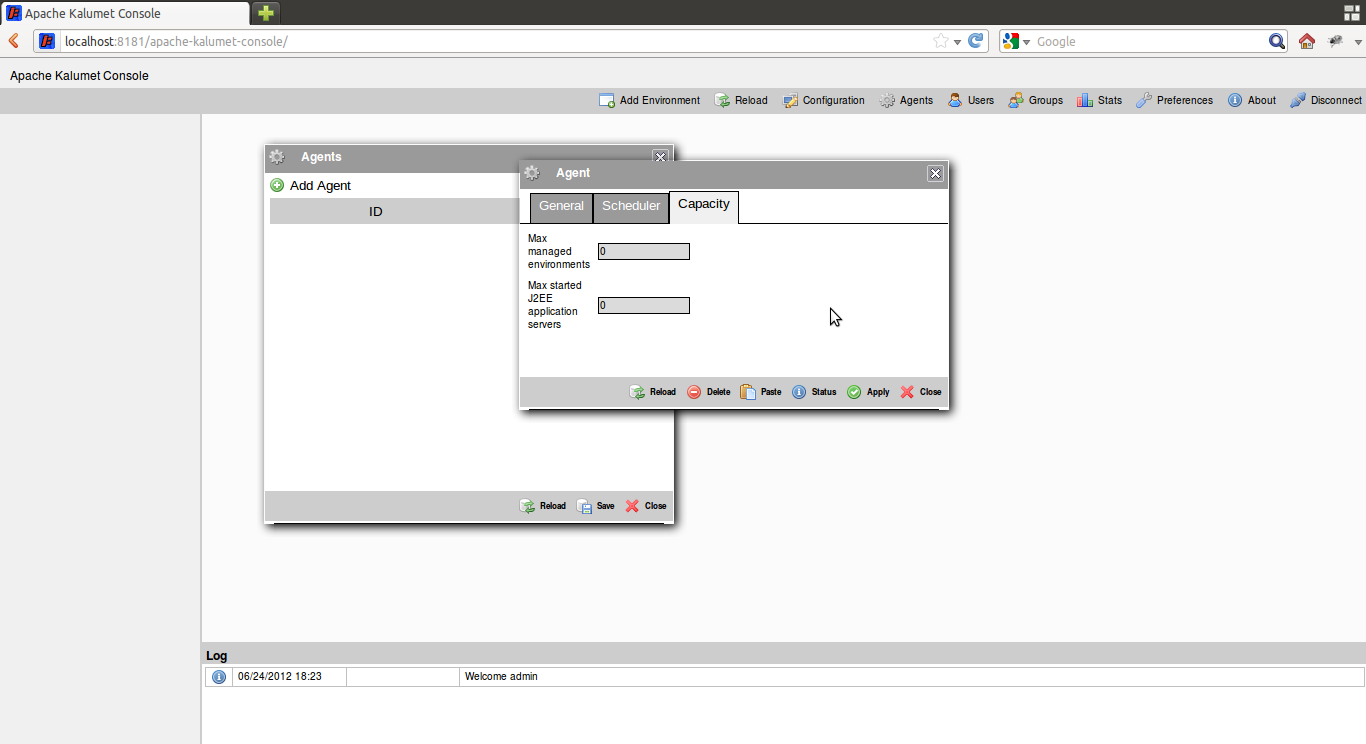 Apache Kalumet Console
localhost:8181/apache-kalumet-console/
Google
Apache Kalumet Console
Add Environment Reload Configuration Agents Users Groups Stats Preferences About Disconnect
Agents
Add Agent
ID
Agent
General Scheduler Capacity
Max
managed
environments
0
Max started
J2EE
application
servers
0
Reload Delete Paste Status Apply Close
Reload Save Close
Log
06/24/2012 18:23 Welcome admin